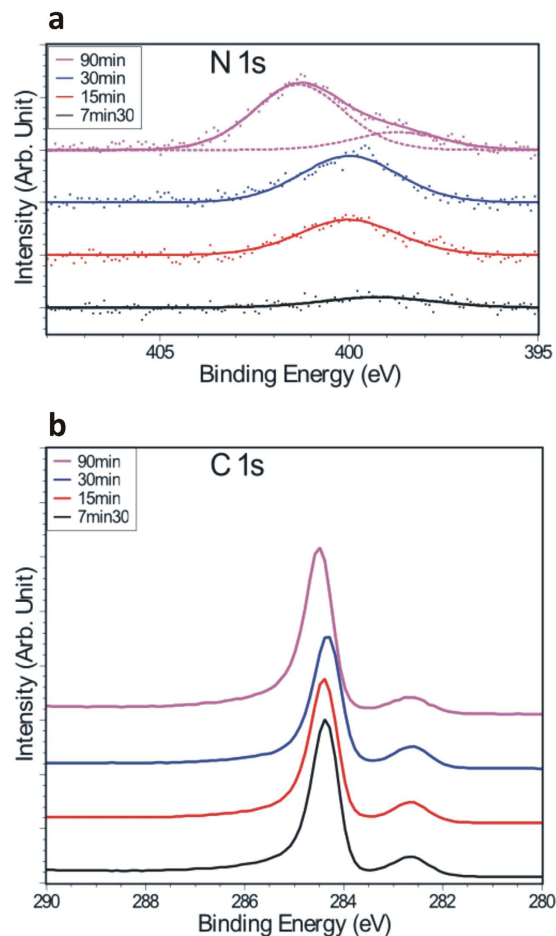 a
N 1s
90min
30min
15min
7min30
Intensity (Arb. Unit)
405
400
395
Binding Energy (eV)
b
C 1s
90min
30min
15min
7min30
Intensity (Arb. Unit)
290
288
286
284
282
280
Binding Energy (eV)